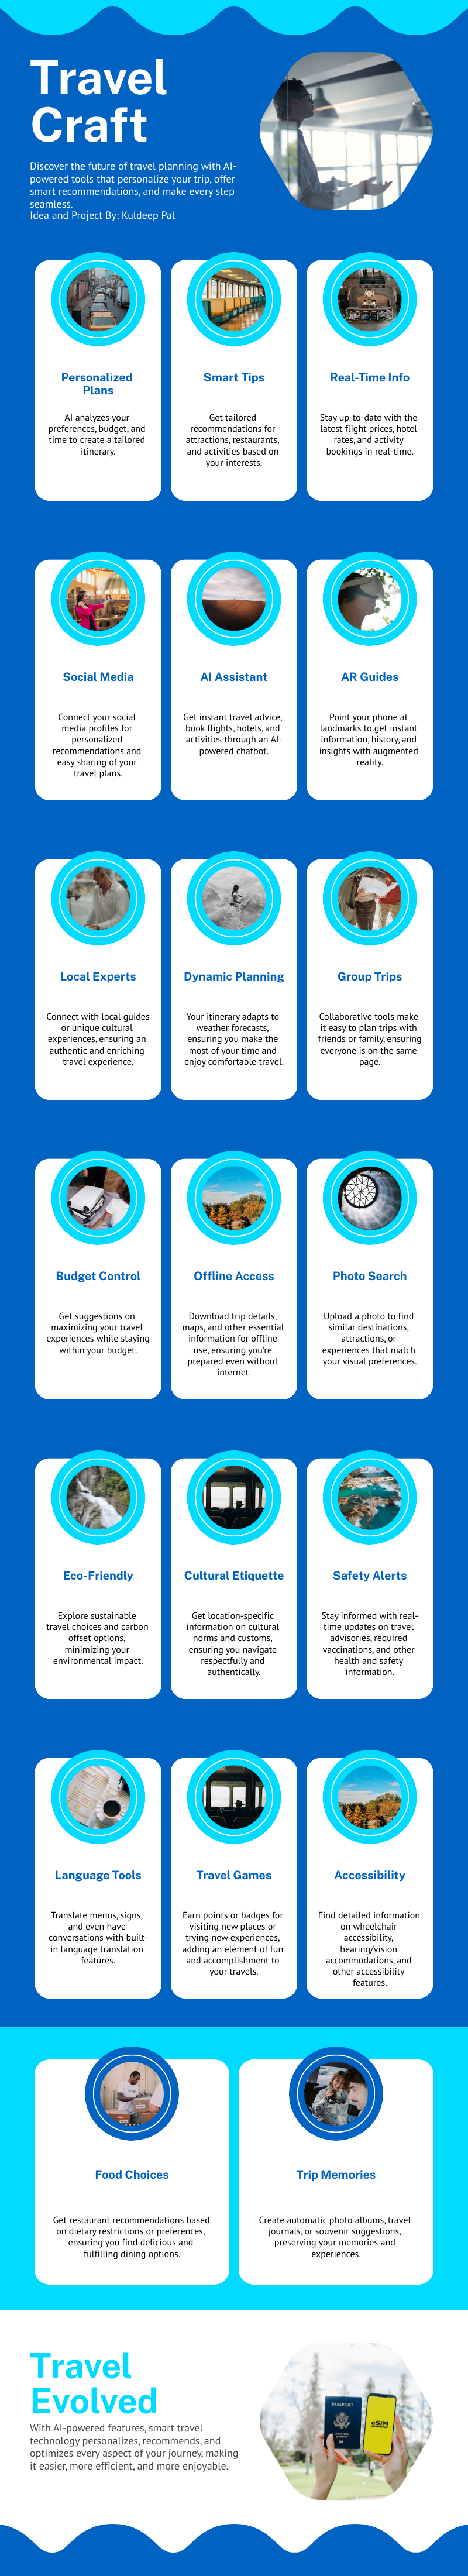 Travel
Craft
Discover the future of travel planning with AI-
powered tools that personalize your trip, offer
smart recommendations, and make every step
seamless.
Idea and Project By: Kuldeep Pal
Personalized
Plans
AI analyzes your
preferences, budget, and
time to create a tailored
itinerary.
Smart Tips
Get tailored
recommendations for
attractions, restaurants,
and activities based on
your interests.
Real-Time Info
Stay up-to-date with the
latest flight prices, hotel
rates, and activity
bookings in real-time.
Social Media
Connect your social
media profiles for
personalized
recommendations and
easy sharing of your
travel plans.
AI Assistant
Get instant travel advice,
book flights, hotels, and
activities through an AI-
powered chatbot.
AR Guides
Point your phone at
landmarks to get instant
information, history, and
insights with augmented
reality.
Local Experts
Connect with local guides
or unique cultural
experiences, ensuring an
authentic and enriching
travel experience.
Dynamic Planning
Your itinerary adapts to
weather forecasts,
ensuring you make the
most of your time and
enjoy comfortable travel.
Group Trips
Collaborative tools make
it easy to plan trips with
friends or family, ensuring
everyone is on the same
page.
Budget Control
Get suggestions on
maximizing your travel
experiences while staying
within your budget.
Offline Access
Download trip details,
maps, and other essential
information for offline
use, ensuring you're
prepared even without
internet.
Photo Search
Upload a photo to find
similar destinations,
attractions, or
experiences that match
your visual preferences.
Eco-Friendly
Explore sustainable
travel choices and carbon
offset options,
minimizing your
environmental impact.
Cultural Etiquette
Get location-specific
information on cultural
norms and customs,
ensuring you navigate
respectfully and
authentically.
Safety Alerts
Stay informed with real-
time updates on travel
advisories, required
vaccinations, and other
health and safety
information.
Language Tools
Translate menus, signs,
and even have
conversations with built-
in language translation
features.
Travel Games
Earn points or badges for
visiting new places or
trying new experiences,
adding an element of fun
and accomplishment to
your travels.
Accessibility
Find detailed information
on wheelchair
accessibility,
hearing/vision
accommodations, and
other accessibility
features.
Food Choices
Get restaurant recommendations based
on dietary restrictions or preferences,
ensuring you find delicious and
fulfilling dining options.
Trip Memories
Create automatic photo albums, travel
journals, or souvenir suggestions,
preserving your memories and
experiences.
Travel
Evolved
With AI-powered features, smart travel
technology personalizes, recommends, and
optimizes every aspect of your journey, making
it easier, more efficient, and more enjoyable.
PASSPORT
eSIM